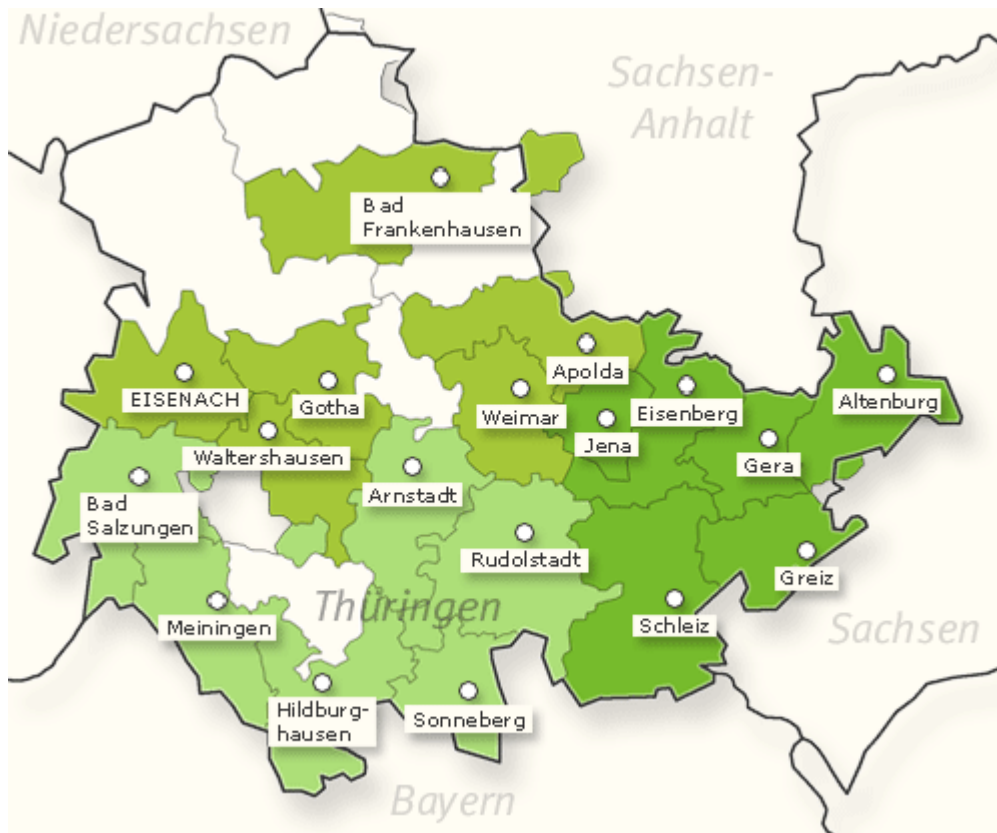 Niedersachsen
Sachsen-
Anhalt
Bad
Frankenhausen
Apolda
EISENACH
Gotha
Weimar
Eisenberg
Altenburg
Jena
Waltershausen
Gera
Arnstadt
Bad
Salzungen
Rudolstadt
Greiz
Thüringen
Meiningen
Schleiz
Sachsen
Hildburg-
hausen
Sonneberg
Bayern